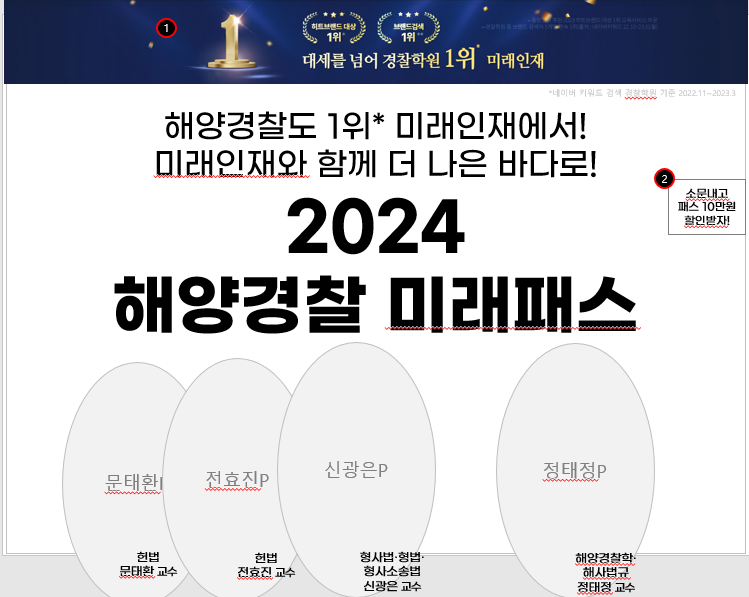 1
히트브랜드 대상
1위
브랜드검색
1위
대세를 넘어 경찰학원 1위* 미래인재
*네이버 키워드 검색 경찰학원 기준 2022.11~2023.3
해양경찰도 1위* 미래인재에서!
미래인재와 함께 더 나은 바다로!
2
소문내고
패스 10만원
할인받자!
2024
해양경찰 미래패스
문태환P
전효진P
신광은P
정태정P
헌법
문태환 교수
헌법
전효진 교수
형사법·형법·
형사소송법
신광은 교수
해양경찰학·
해사법규
정태정 교수